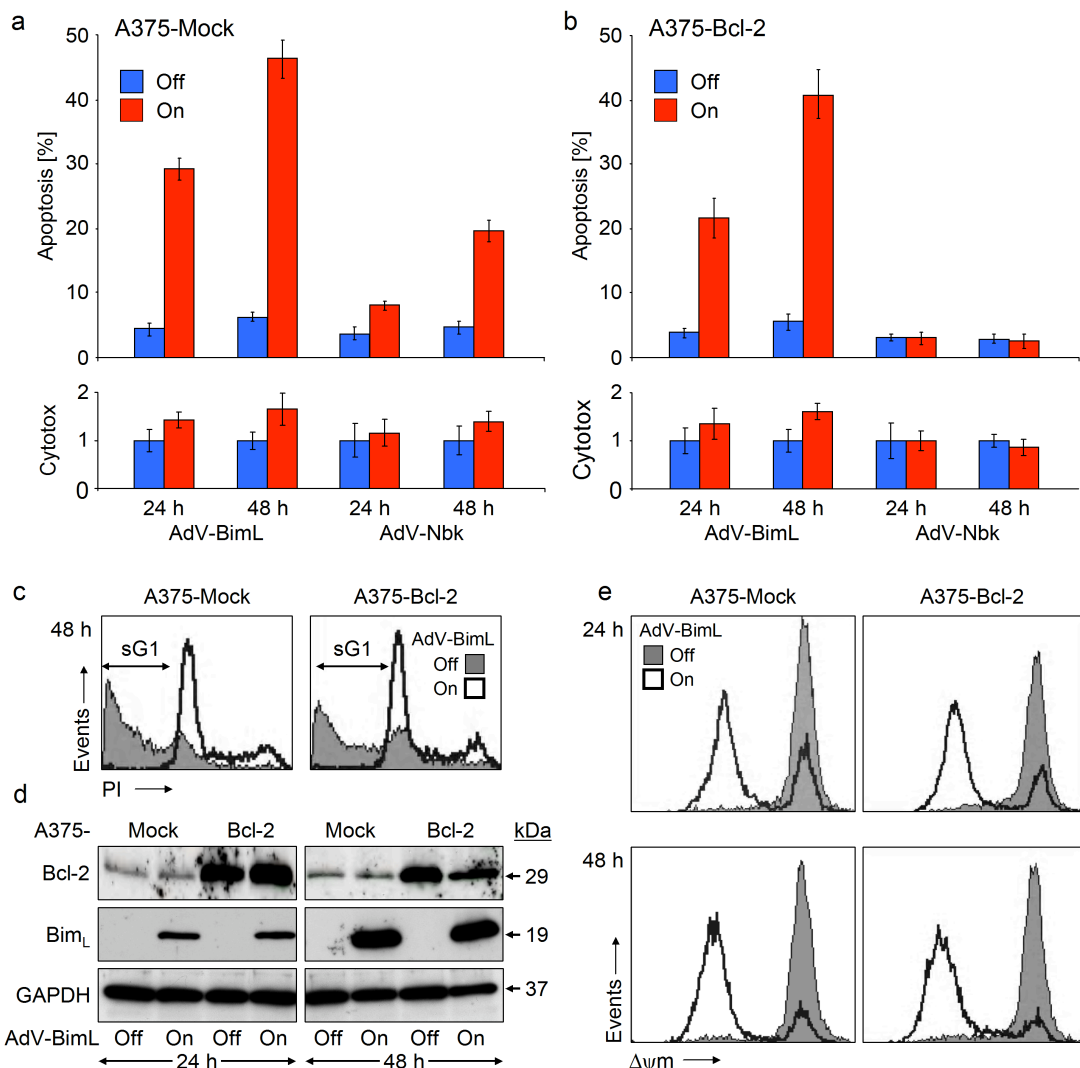 a
A375-Mock
50
40
30
20
10
0
Apoptosis [%]
Off
On
2
1
0
Cytotox
24 h 48 h 24 h 48 h
AdV-BimL AdV-Nbk
b
A375-Bcl-2
50
40
30
20
10
0
Apoptosis [%]
Off
On
2
1
0
Cytotox
24 h 48 h 24 h 48 h
AdV-BimL AdV-Nbk
c
A375-Mock A375-Bcl-2
48 h
sG1 sG1
AdV-BimL
Off
On
Events
PI
d
A375- Mock Bcl-2 Mock Bcl-2 kDa
Bcl-2 29
BimL 19
GAPDH 37
AdV-BimL Off On Off On Off On Off On
24 h 48 h
e
A375-Mock A375-Bcl-2
24 h
AdV-BimL
Off
On
48 h
Events
Δψm